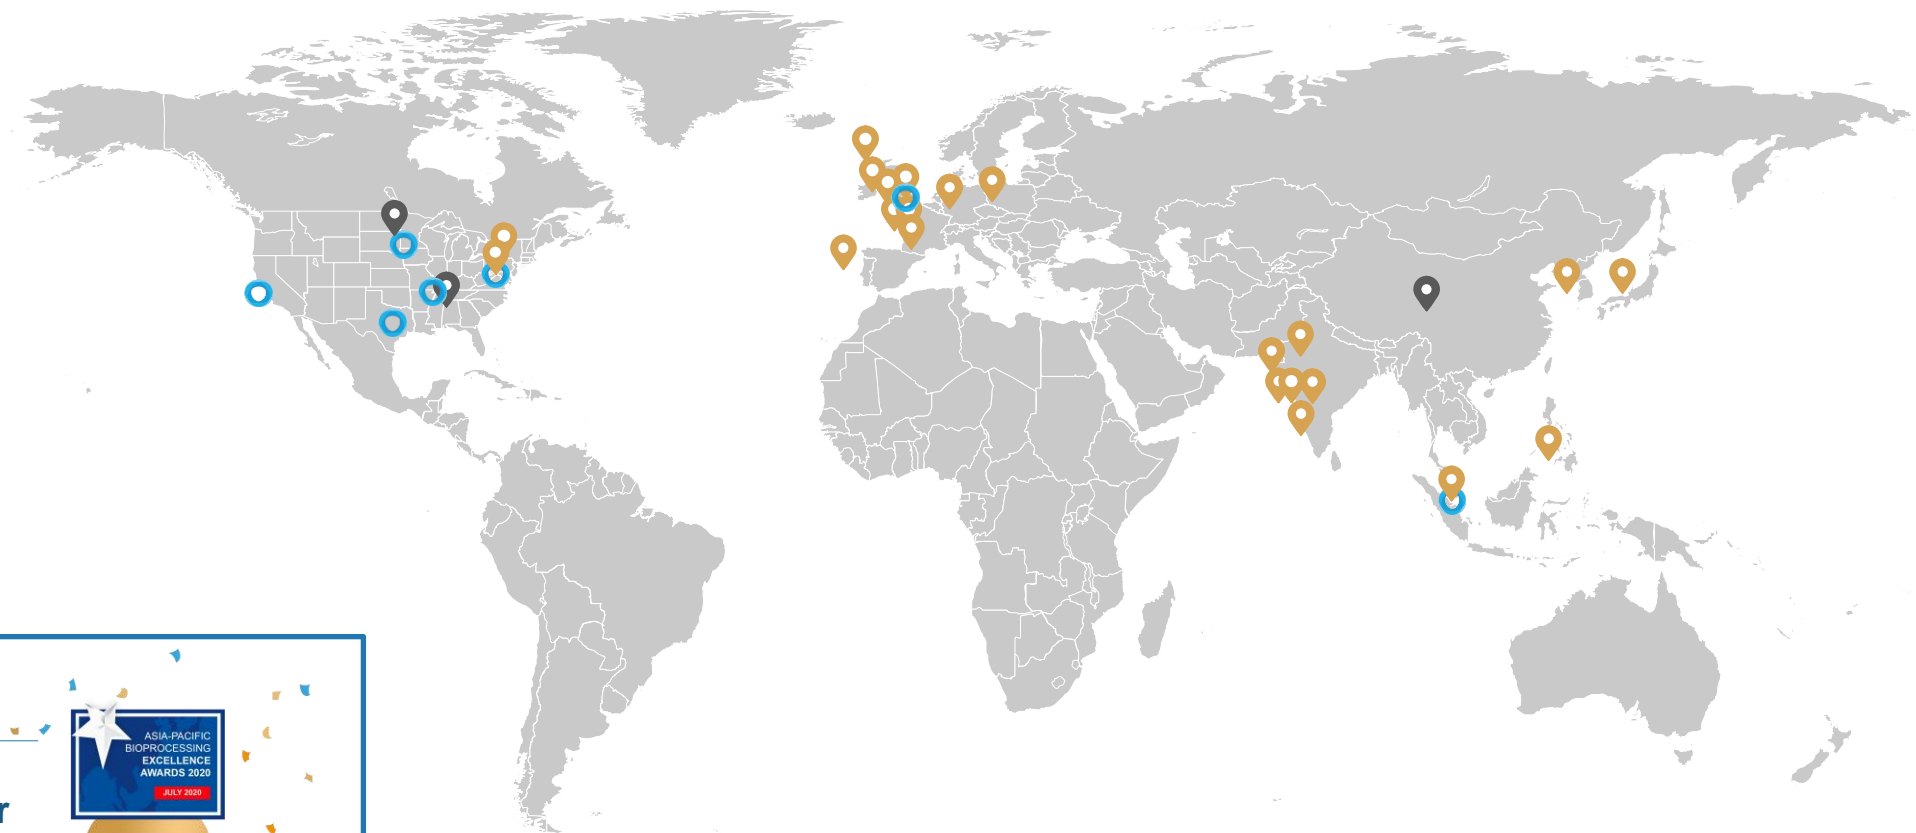 ASIA-PACIFIC
BIOPROCESSING
EXCELLENCE
AWARDS 2020
JULY 2020
r